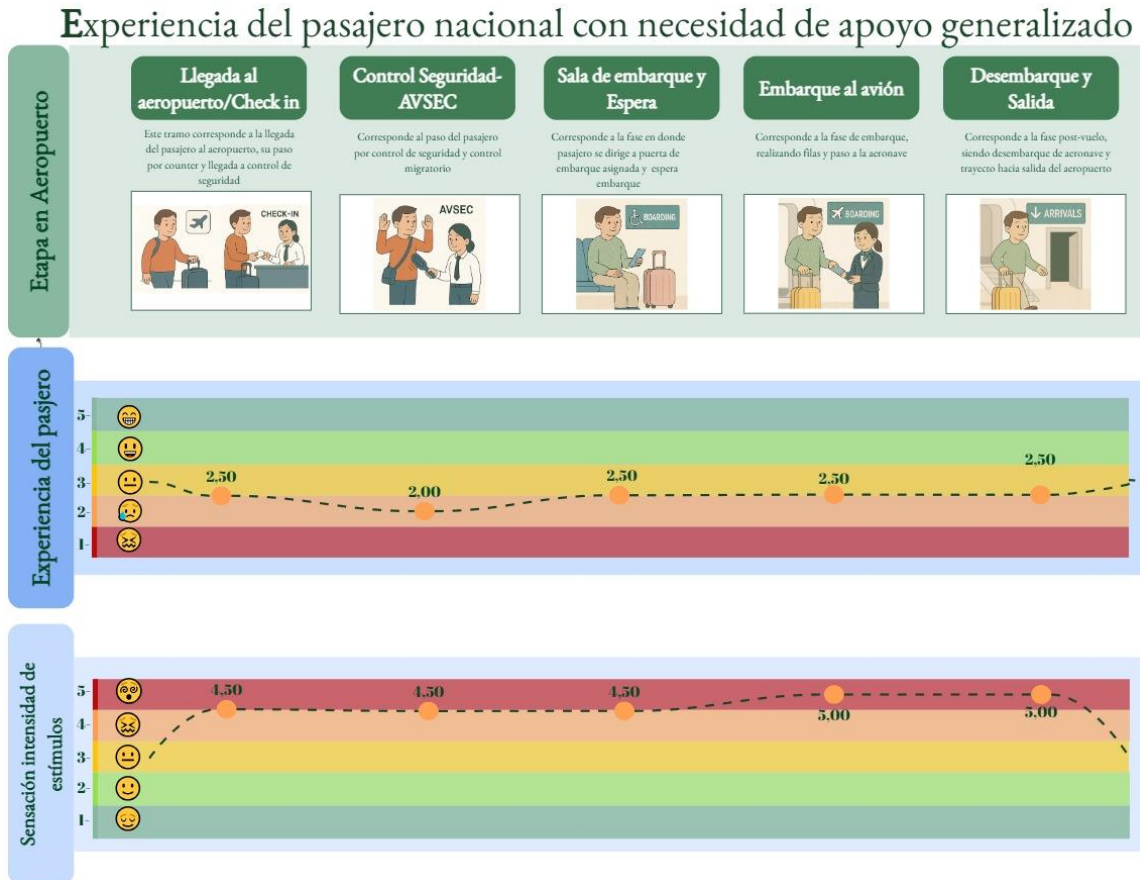 Experiencia del pasajero nacional con necesidad de apoyo generalizado
Etapa en Aeropuerto
Llegada al
aeropuerto/Check in
Este tramo corresponde a la llegada
del pasajero al aeropuerto, su paso
por counter y llegada a control de
seguridad
CHECK-IN
Control Seguridad-
AVSEC
Corresponde al paso del pasajero
por control de seguridad y control
migratorio
AVSEC
Sala de embarque y
Espera
Corresponde a la fase en donde
pasajero se dirige a puerta de
embarque asignada y espera
embarque
BOARDING
Embarque al avión
Corresponde a la fase de embarque,
realizando filas y paso a la aeronave
BOARDING
Desembarque y
Salida
Corresponde a la fase post-vuelo,
siendo desembarque de aeronave y
trayecto hacia salida del aeropuerto
ARRIVALS
Experiencia del pasjero
5-
4-
3-
2-
1-
2,50
2,00
2,50
2,50
2,50
Sensación intensidad de
estímulos
5-
4-
3-
2-
1-
4,50
4,50
4,50
5,00
5,00